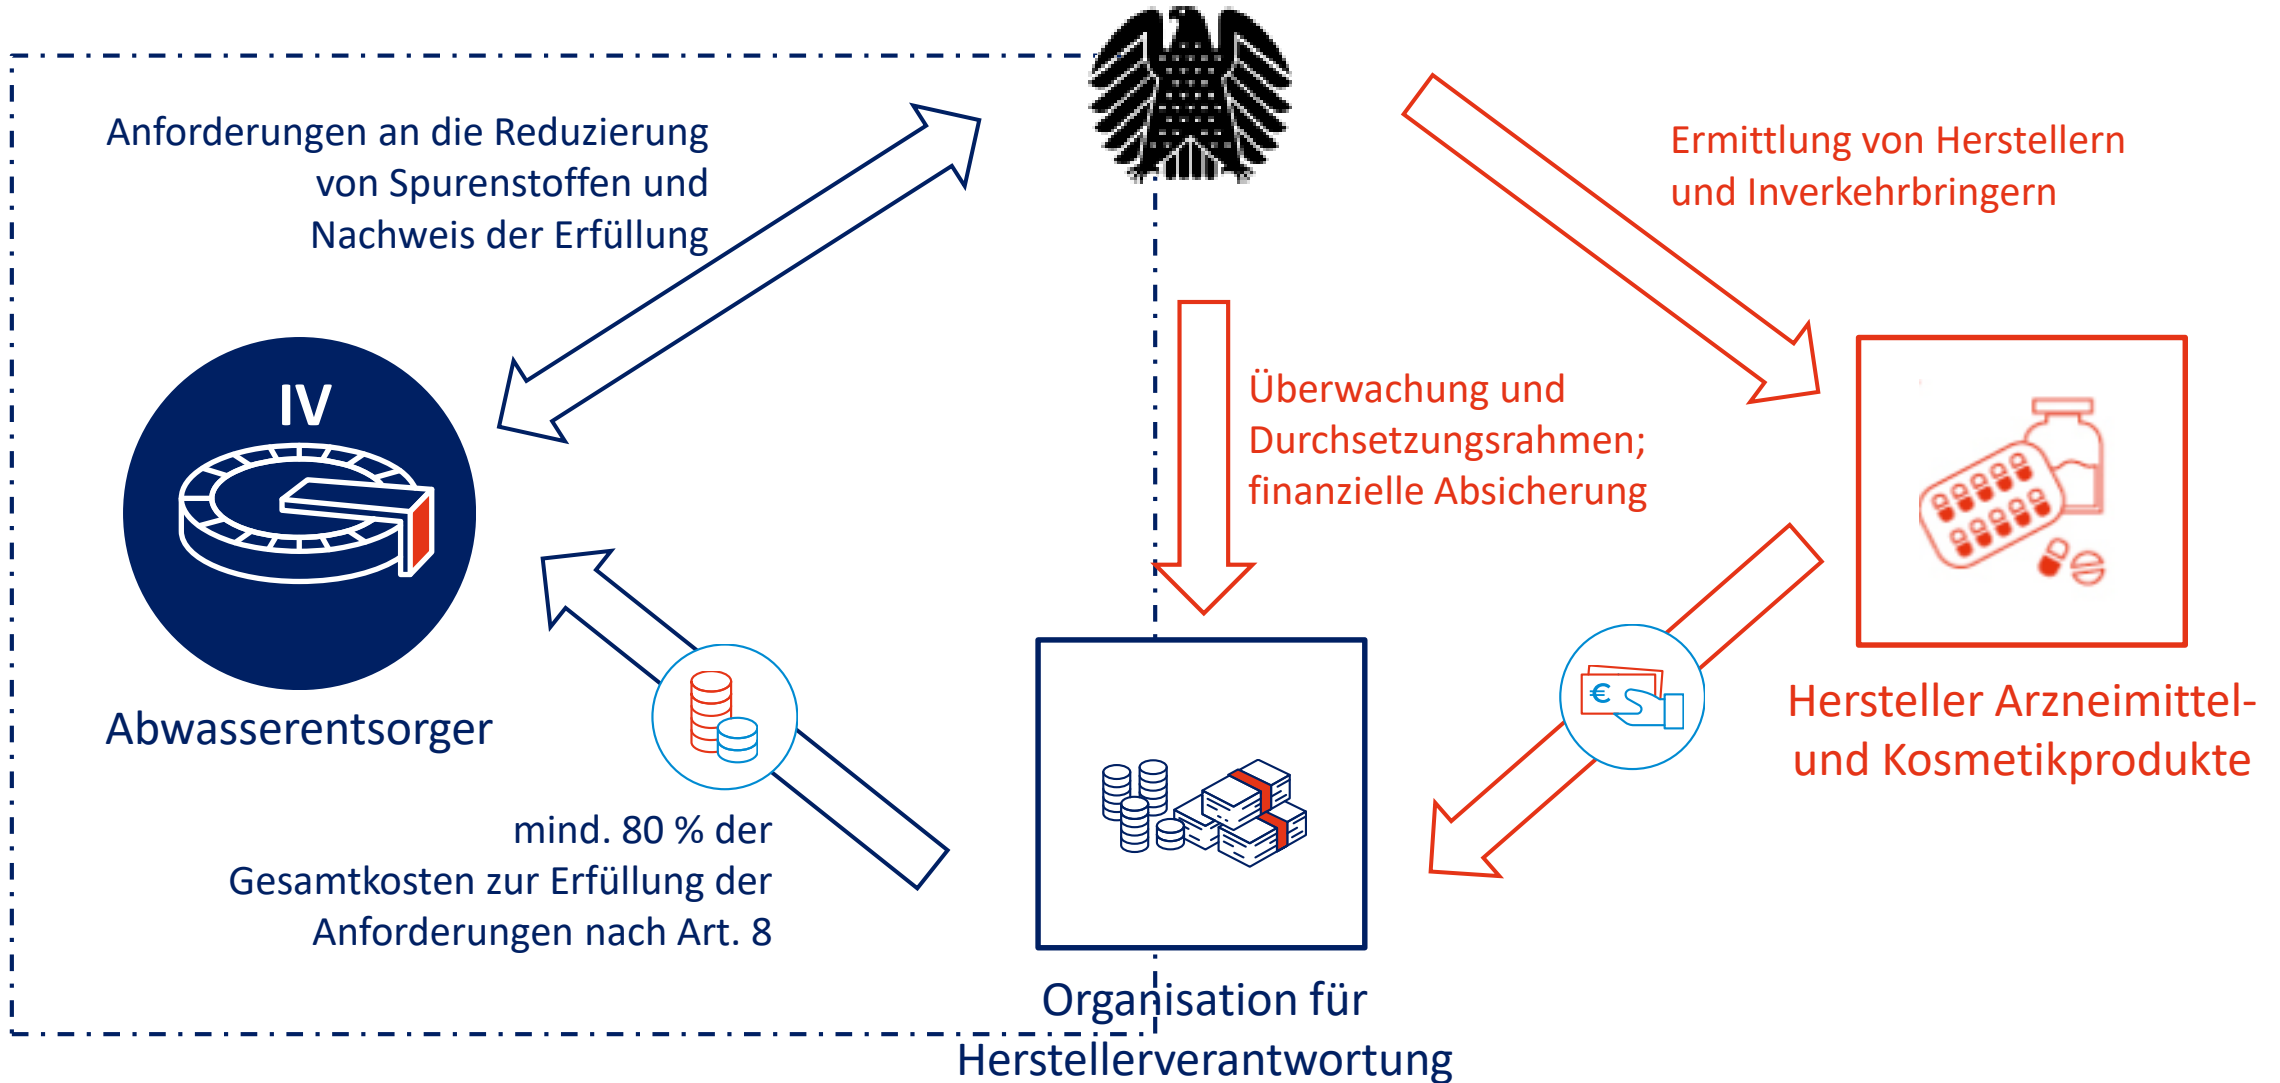 Anforderungen an die Reduzierung
von Spurenstoffen und
Nachweis der Erfüllung
Ermittlung von Herstellern
und Inverkehrbringern
IV
Überwachung und
Durchsetzungsrahmen;
finanzielle Absicherung
Abwasserentsorger
€
Hersteller Arzneimittel-
und Kosmetikprodukte
mind. 80 % der
Gesamtkosten zur Erfüllung der
Anforderungen nach Art. 8
Organisation für
Herstellerverantwortung